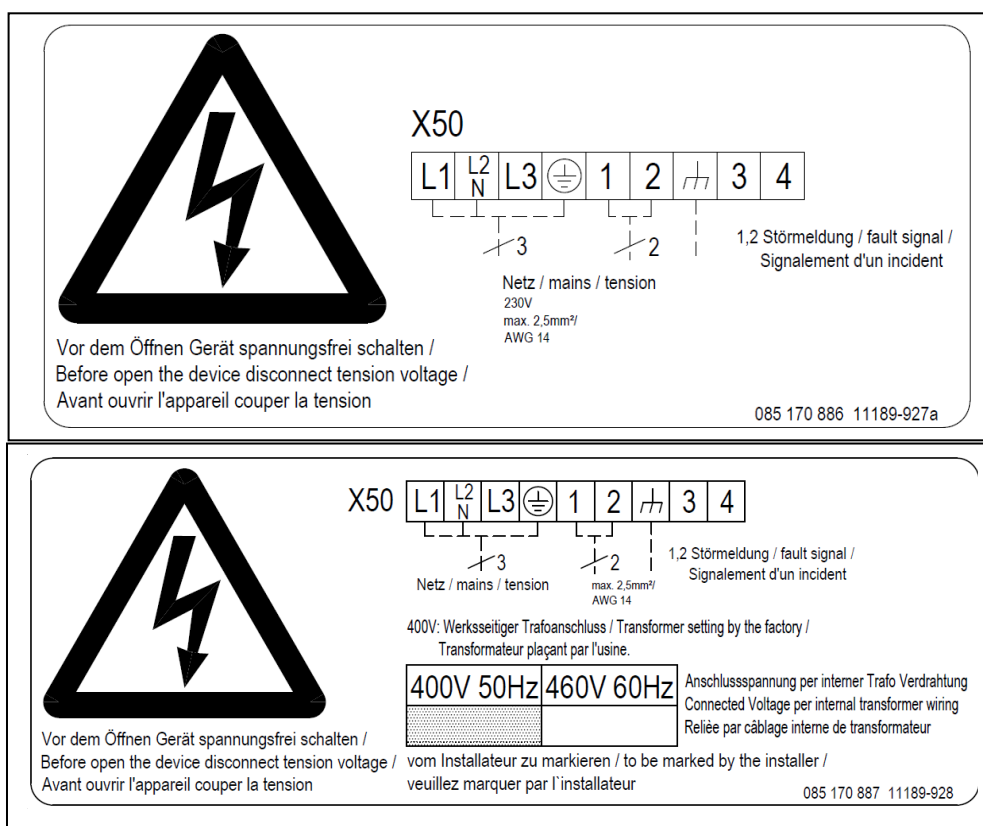 X50
L1 L2 N L3 1 2 3 4
3 2
1,2 Störmeldung / fault signal /
Signalement d'un incident
Netz / mains / tension
230V
max. 2,5mm²/
AWG 14
Vor dem Öffnen Gerät spannungsfrei schalten /
Before open the device disconnect tension voltage /
Avant ouvrir l'appareil couper la tension
085 170 886 11189-927a
X50 L1 L2 N L3 1 2 3 4
3 2
1,2 Störmeldung / fault signal /
Signalement d'un incident
Netz / mains / tension
max. 2,5mm²/
AWG 14
400V: Werksseitiger Trafoanschluss / Transformer setting by the factory /
Transformateur plaçant par l'usine.
400V 50Hz 460V 60Hz
Anschlussspannung per interner Trafo Verdrahtung
Connected Voltage per internal transformer wiring
Relièe par câblage interne de transformateur
Vor dem Öffnen Gerät spannungsfrei schalten /
Before open the device disconnect tension voltage /
Avant ouvrir l'appareil couper la tension
vom Installateur zu markieren / to be marked by the installer /
veuillez marquer par l`installateur
085 170 887 11189-928